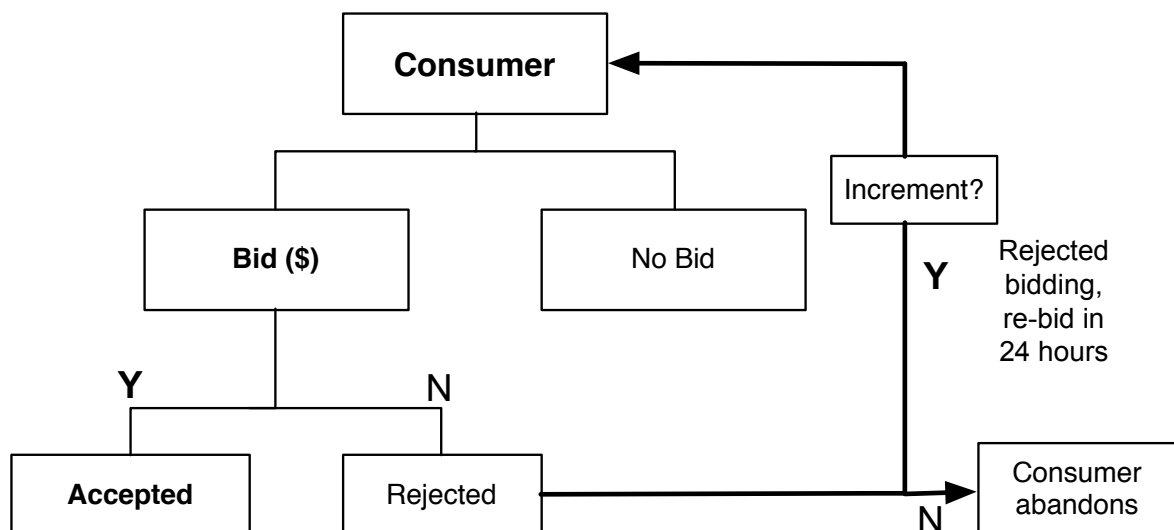 Consumer
Increment?
Bid ($)
No Bid
Y
Rejected
bidding,
re-bid in
24 hours
Y
N
Accepted
Rejected
N
Consumer
abandons